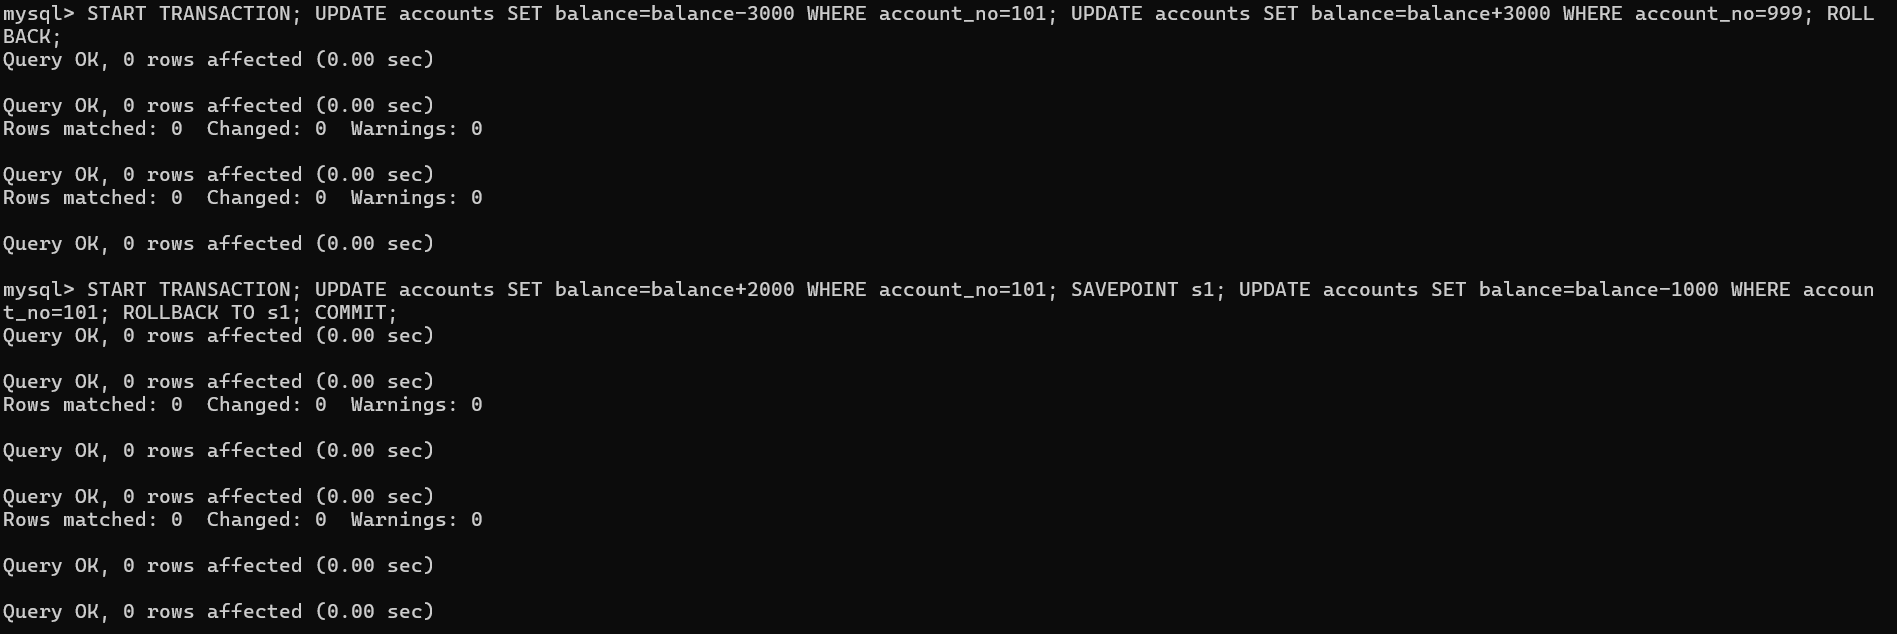 mysql> START TRANSACTION; UPDATE accounts SET balance=balance-3000 WHERE account_no=101; UPDATE accounts SET balance=balance+3000 WHERE account_no=999; ROLL
BACK;
Query OK, 0 rows affected (0.00 sec)
Query OK, 0 rows affected (0.00 sec)
Rows matched: 0  Changed: 0  Warnings: 0
Query OK, 0 rows affected (0.00 sec)
Rows matched: 0  Changed: 0  Warnings: 0
Query OK, 0 rows affected (0.00 sec)
mysql> START TRANSACTION; UPDATE accounts SET balance=balance+2000 WHERE account_no=101; SAVEPOINT s1; UPDATE accounts SET balance=balance-1000 WHERE accoun
t_no=101; ROLLBACK TO s1; COMMIT;
Query OK, 0 rows affected (0.00 sec)
Query OK, 0 rows affected (0.00 sec)
Rows matched: 0  Changed: 0  Warnings: 0
Query OK, 0 rows affected (0.00 sec)
Query OK, 0 rows affected (0.00 sec)
Rows matched: 0  Changed: 0  Warnings: 0
Query OK, 0 rows affected (0.00 sec)
Query OK, 0 rows affected (0.00 sec)